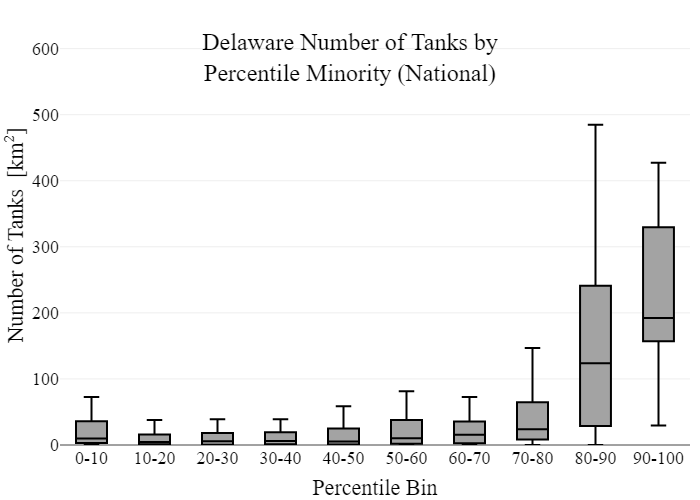 Delaware Number of Tanks by
Percentile Minority (National)
Number of Tanks [km²]
600
500
400
300
200
100
0
0-10 10-20 20-30 30-40 40-50 50-60 60-70 70-80 80-90 90-100
Percentile Bin